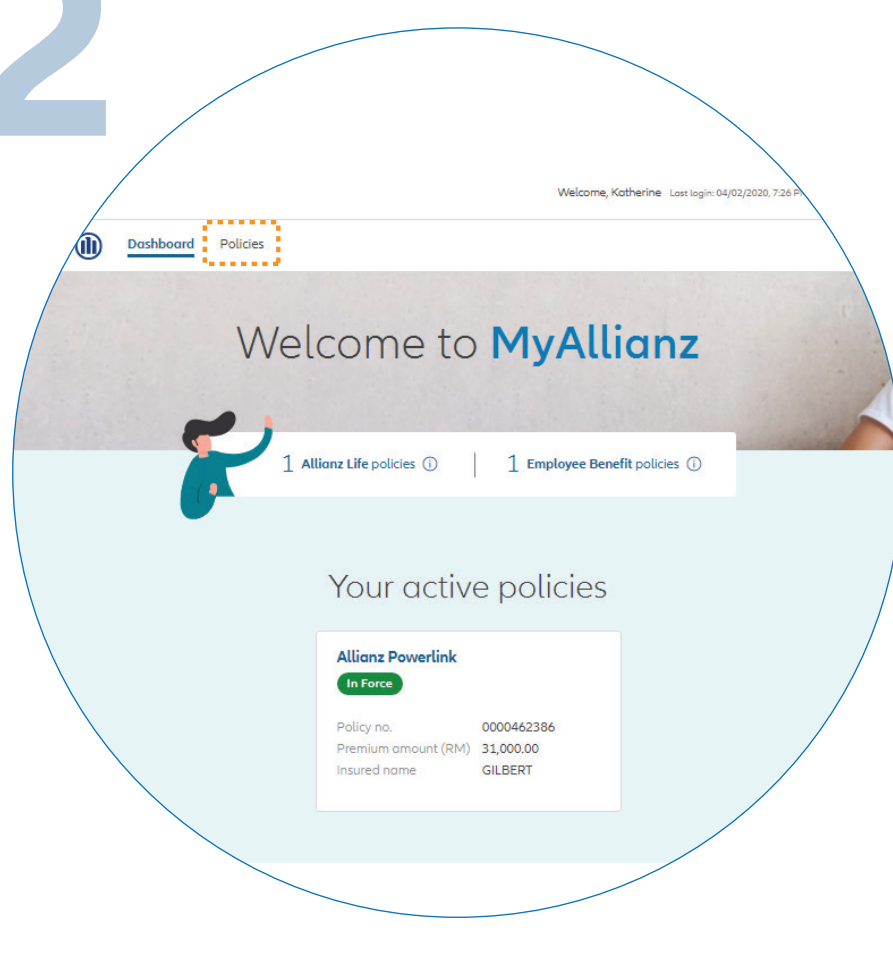 2
Welcome, Katherine Last login: 04/02/2020, 7:26 P
Dashboard Policies
Welcome to MyAllianz
1 Allianz Life policies 1 Employee Benefit policies
Your active policies
Allianz Powerlink
In Force
Policy no. 0000462386
Premium amount (RM) 31,000.00
Insured name GILBERT